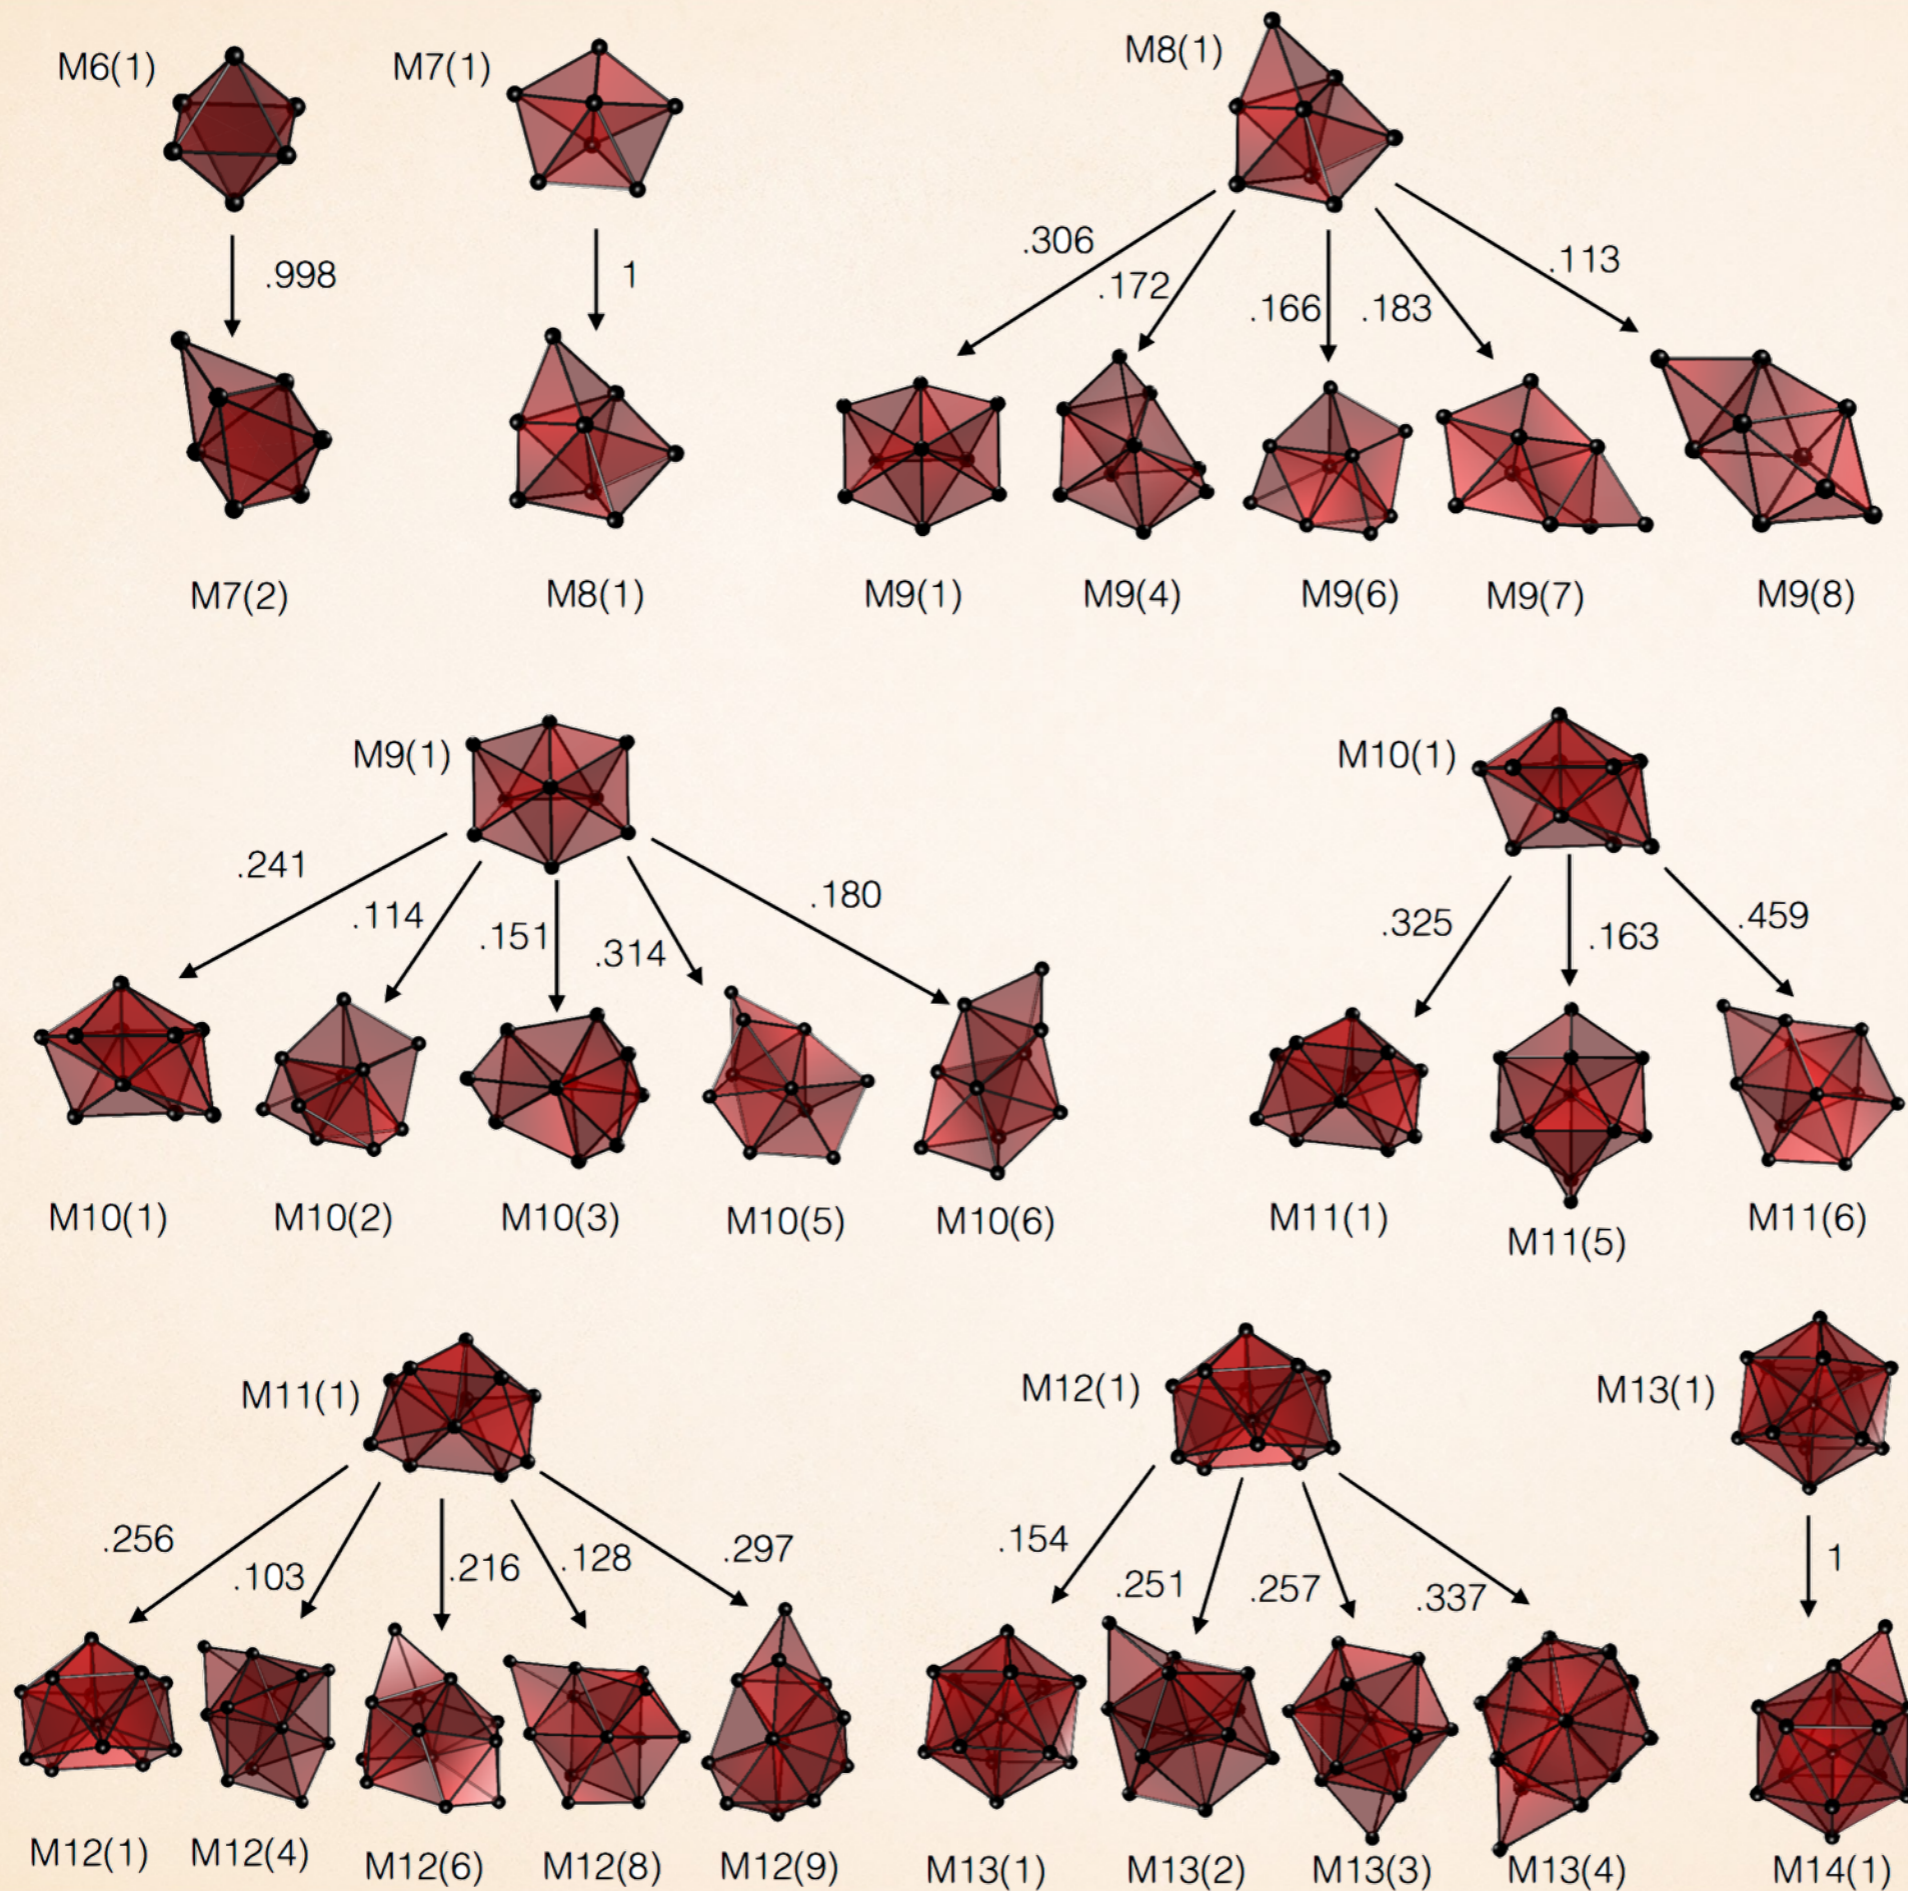 M6(1)
M7(1)
M8(1)
.998
1
.306
.172
.166
.183
.113
M7(2)
M8(1)
M9(1)
M9(4)
M9(6)
M9(7)
M9(8)
M9(1)
M10(1)
.241
.114
.151
.314
.180
.325
.163
.459
M10(1)
M10(2)
M10(3)
M10(5)
M10(6)
M11(1)
M11(5)
M11(6)
M11(1)
M12(1)
M13(1)
.256
.103
.216
.128
.297
.154
.251
.257
.337
1
M12(1)
M12(4)
M12(6)
M12(8)
M12(9)
M13(1)
M13(2)
M13(3)
M13(4)
M14(1)